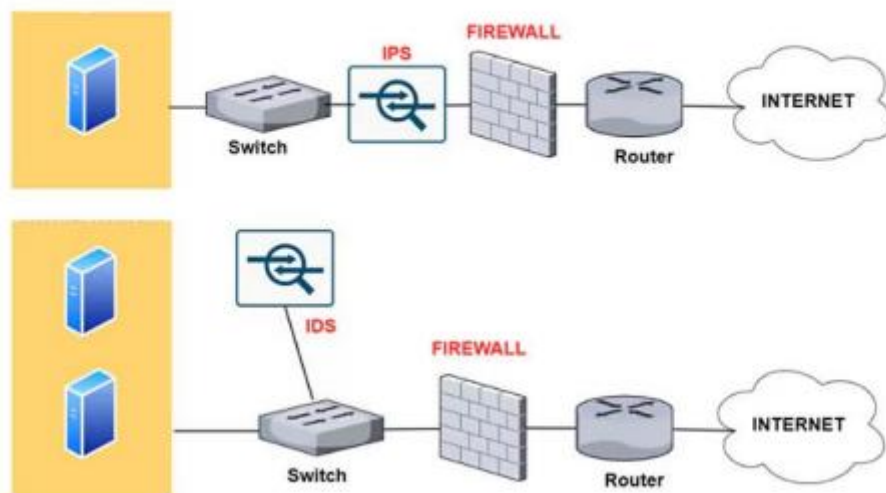 FIREWALL
IPS
INTERNET
Switch
Router
IDS
FIREWALL
INTERNET
Switch
Router